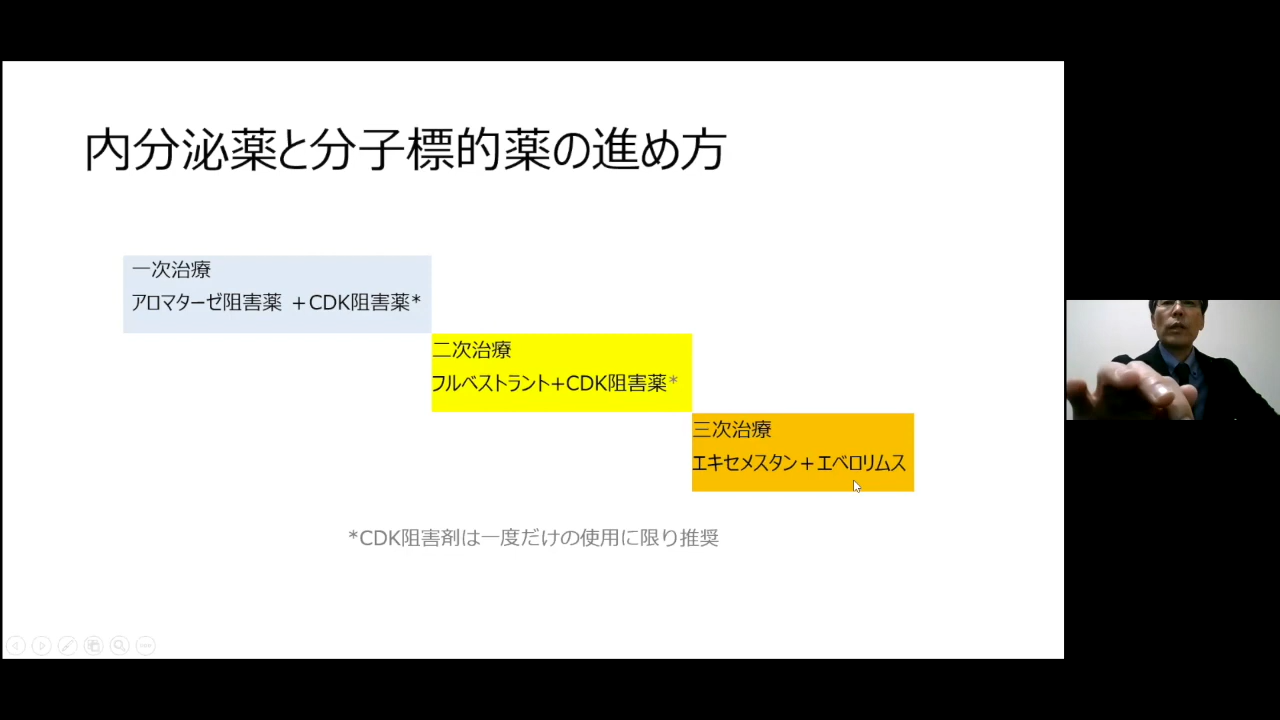 内分泌薬と分子標的薬の進め方
一次治療
アロマターゼ阻害薬 +CDK阻害薬*
二次治療
フルベストラント+CDK阻害薬*
三次治療
エキセメスタン+エベロリムス
*CDK阻害剤は一度だけの使用に限り推奨